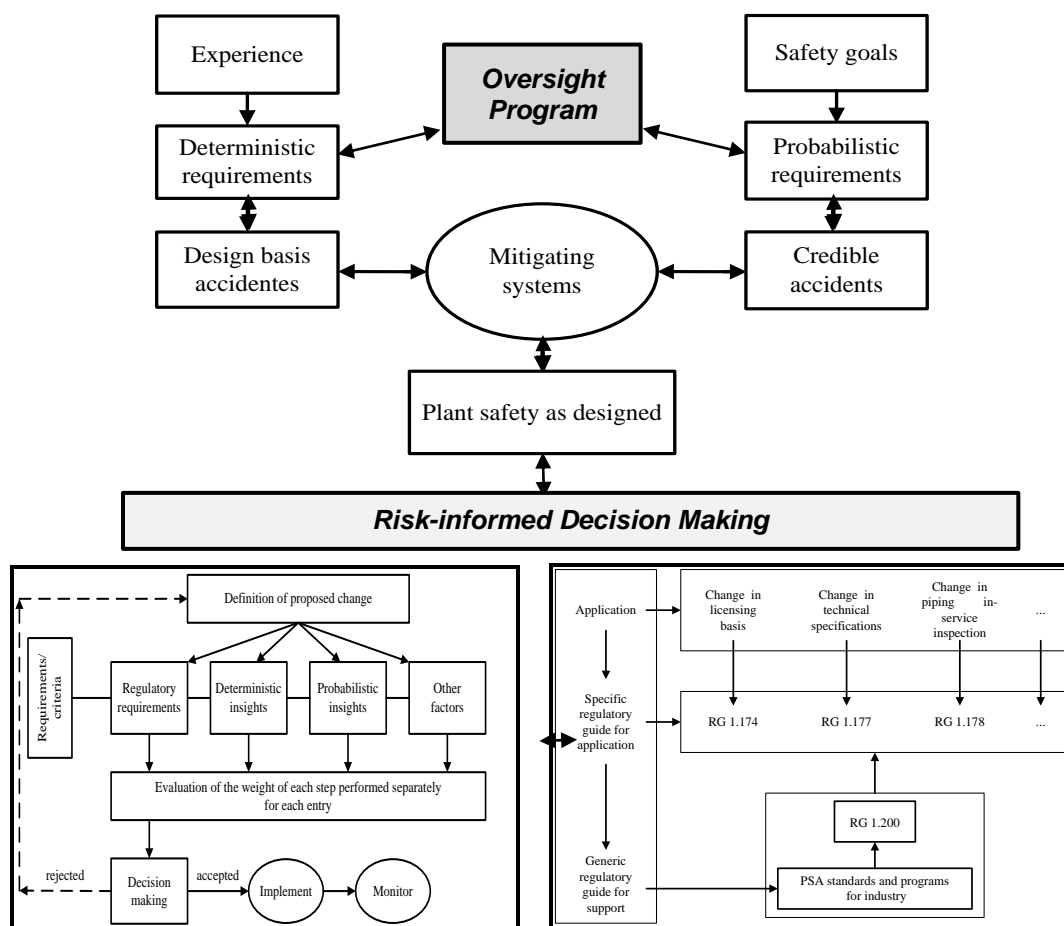 Experience
Oversight
Program
Safety goals
Deterministic
requirements
Probabilistic
requirements
Design basis
accidentes
Mitigating
systems
Credible
accidents
Plant safety as designed
Risk-informed Decision Making
Definition of proposed change
Requirements/
criteria
Regulatory
requirements
Deterministic
insights
Probabilistic
insights
Other
factors
Evaluation of the weight of each step performed separately
for each entry
rejected
Decision
making
accepted
Implement
Monitor
Application
Change in
licensing
basis
Change in
technical
specifications
Change in
piping in-
service
inspection
...
Specific
regulatory
guide for
application
RG 1.174
RG 1.177
RG 1.178
...
RG 1.200
Generic
regulatory
guide for
support
PSA standards and programs
for industry